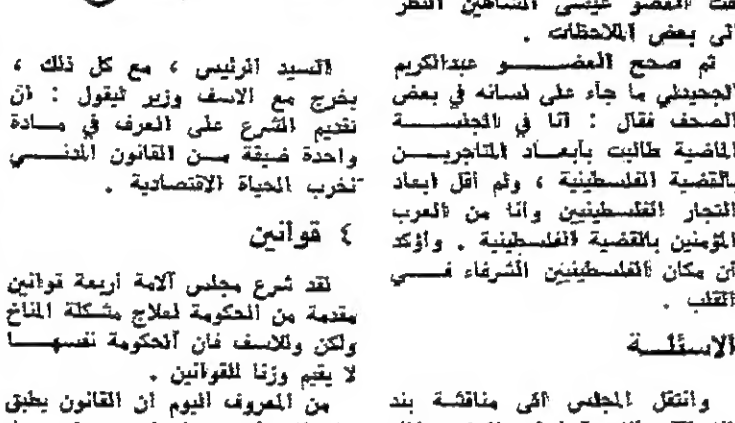 لفت العضو عيسى الشاهين النظر
الى بعض الملاحظات .
ثم صحح العضو عبدالكريم
الجحيدلي ما جاء على لسانه في بعض
الصحف فقال : أنا في الجلسة
الماضية طالبت بابعاد المتاجرين
بالقضية الفلسطينية ، ولم أقل ابعاد
التجار الفلسطينيين وأنا من العرب
المؤمنين بالقضية الفلسطينية . وأؤكد
أن مكان الفلسطينيين الشرفاء في
القلب .
الاسئلة
وانتقل المجلس الى مناقشة بند
السيد الرئيس ، مع كل ذلك ،
يخرج مع الاسف وزير ليقول : ان
تقديم الشرع على العرف في مادة
واحدة ضيقة من القانون المدني
تخرب الحياة الاقتصادية .
٤ قوانين
لقد شرع مجلس الامة أربعة قوانين
مقدمة من الحكومة لعلاج مشكلة المناخ
ولكن وللاسف فان الحكومة نفسها
لا يقيم وزنا للقوانين .
من المعروف اليوم أن القانون يطبق